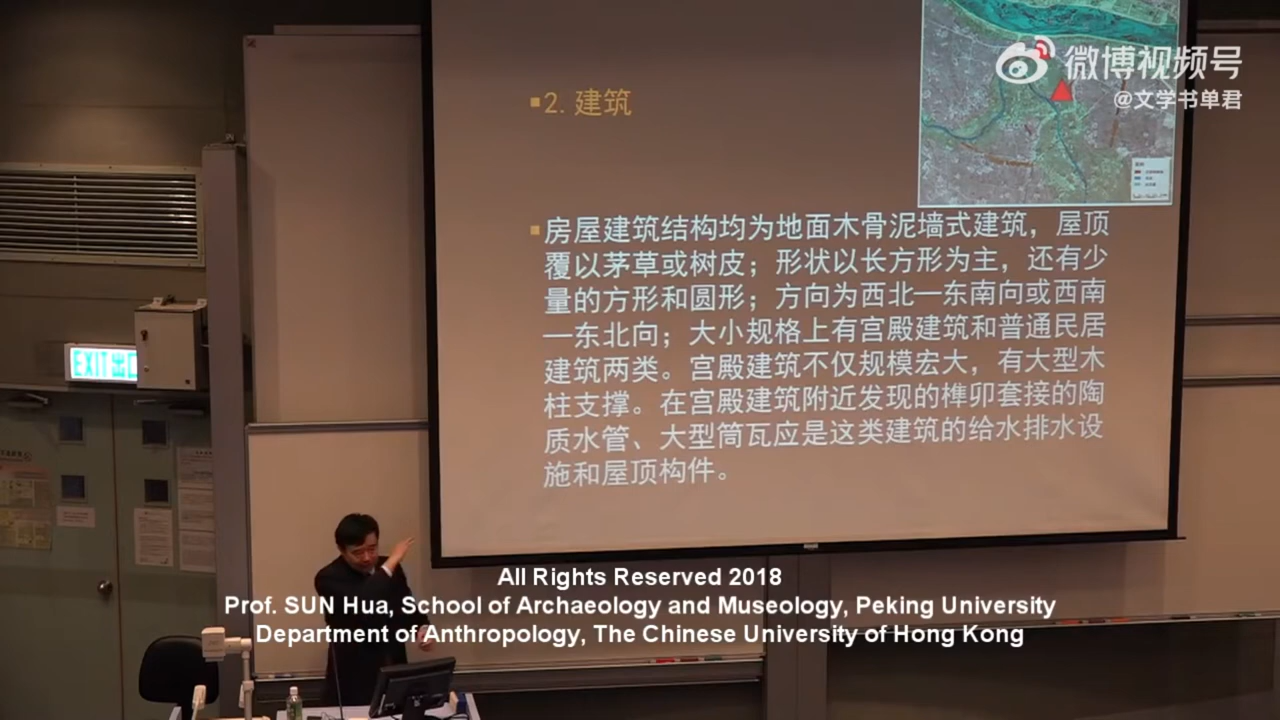 微博视频号
@文学书单君
2. 建筑
房屋建筑结构均为地面木骨泥墙式建筑，屋顶
覆以茅草或树皮；形状以长方形为主，还有少
量的方形和圆形；方向为西北—东南向或西南
—东北向；大小规格上有宫殿建筑和普通民居
建筑两类。宫殿建筑不仅规模宏大，有大型木
柱支撑。在宫殿建筑附近发现的榫卯套接的陶
质水管、大型筒瓦应是这类建筑的给水排水设
施和屋顶构件。
EXIT 出口
All Rights Reserved 2018
Prof. SUN Hua, School of Archaeology and Museology, Peking University
Department of Anthropology, The Chinese University of Hong Kong